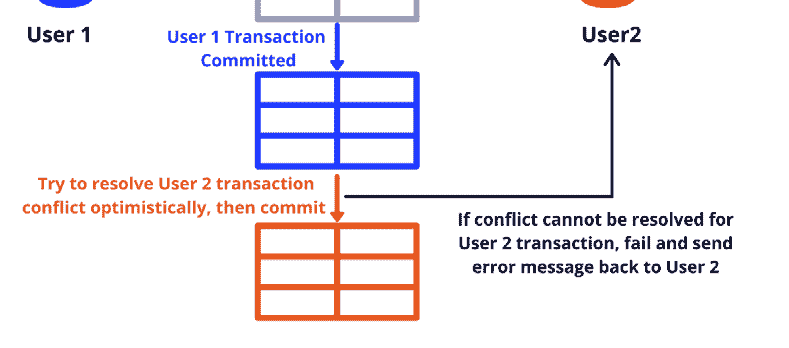 User 1
User 1 Transaction
Committed
User2
Try to resolve User 2 transaction
conflict optimistically, then commit
If conflict cannot be resolved for
User 2 transaction, fail and send
error message back to User 2